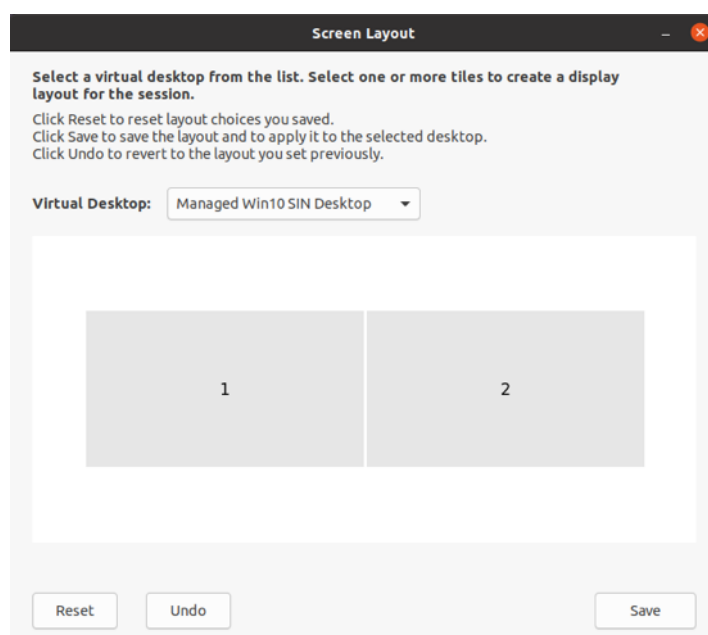 Screen Layout
Select a virtual desktop from the list. Select one or more tiles to create a display
layout for the session.
Click Reset to reset layout choices you saved.
Click Save to save the layout and to apply it to the selected desktop.
Click Undo to revert to the layout you set previously.
Virtual Desktop: Managed Win10 SIN Desktop
1 2
Reset Undo Save